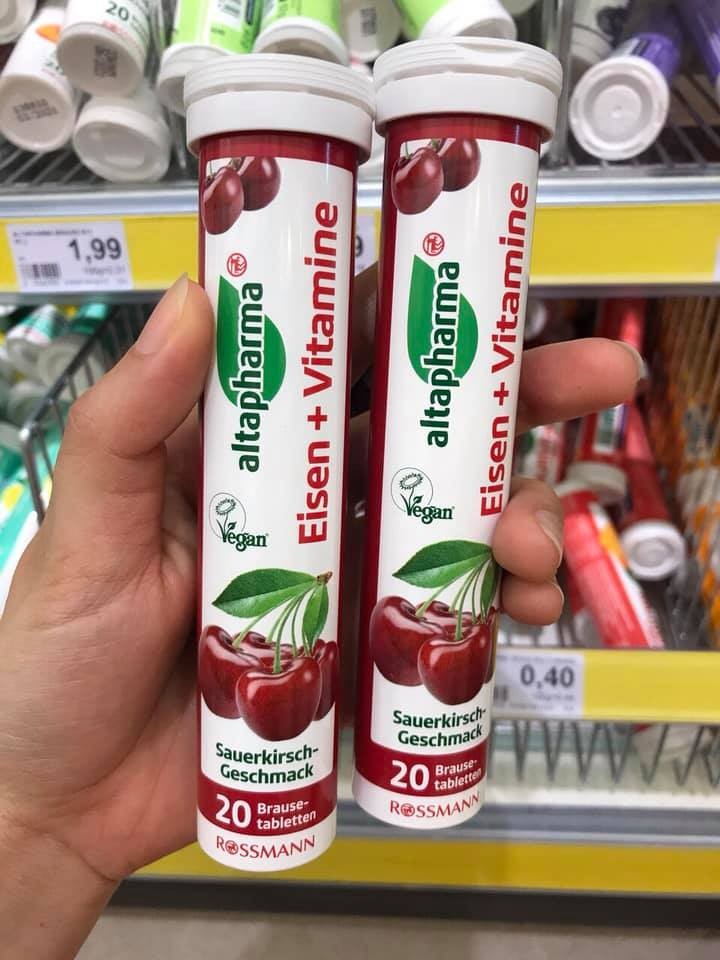 20
1,99
altapharma
Eisen + Vitamine
Vegan
Sauerkirsch-
Geschmack
20 Brause-
tabletten
ROSSMANN
altapharma
Eisen + Vitamine
Vegan
Sauerkirsch-
Geschmack
20 Brause-
tabletten
ROSSMANN
0,40